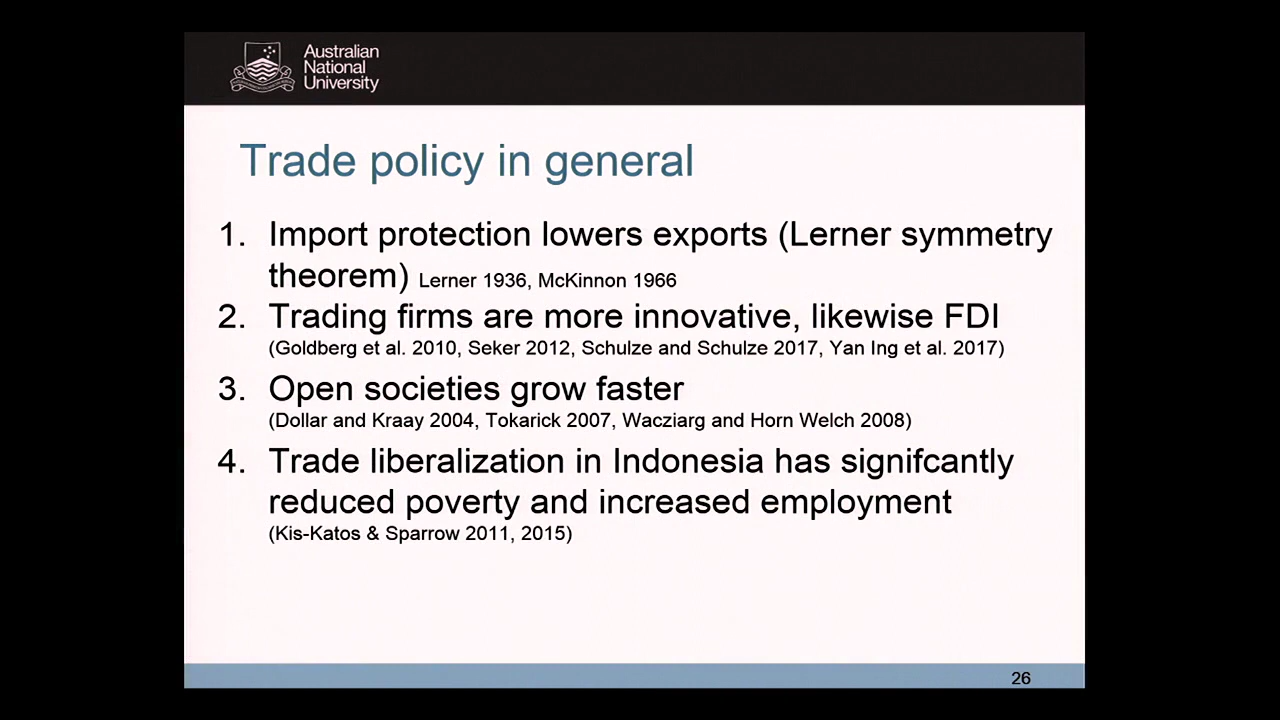 Australian
National
University
Trade policy in general
1. Import protection lowers exports (Lerner symmetry
theorem) Lerner 1936, McKinnon 1966
2. Trading firms are more innovative, likewise FDI
(Goldberg et al. 2010, Seker 2012, Schulze and Schulze 2017, Yan Ing et al. 2017)
3. Open societies grow faster
(Dollar and Kraay 2004, Tokarick 2007, Wacziarg and Horn Welch 2008)
4. Trade liberalization in Indonesia has signifcantly
reduced poverty and increased employment
(Kis-Katos & Sparrow 2011, 2015)
26